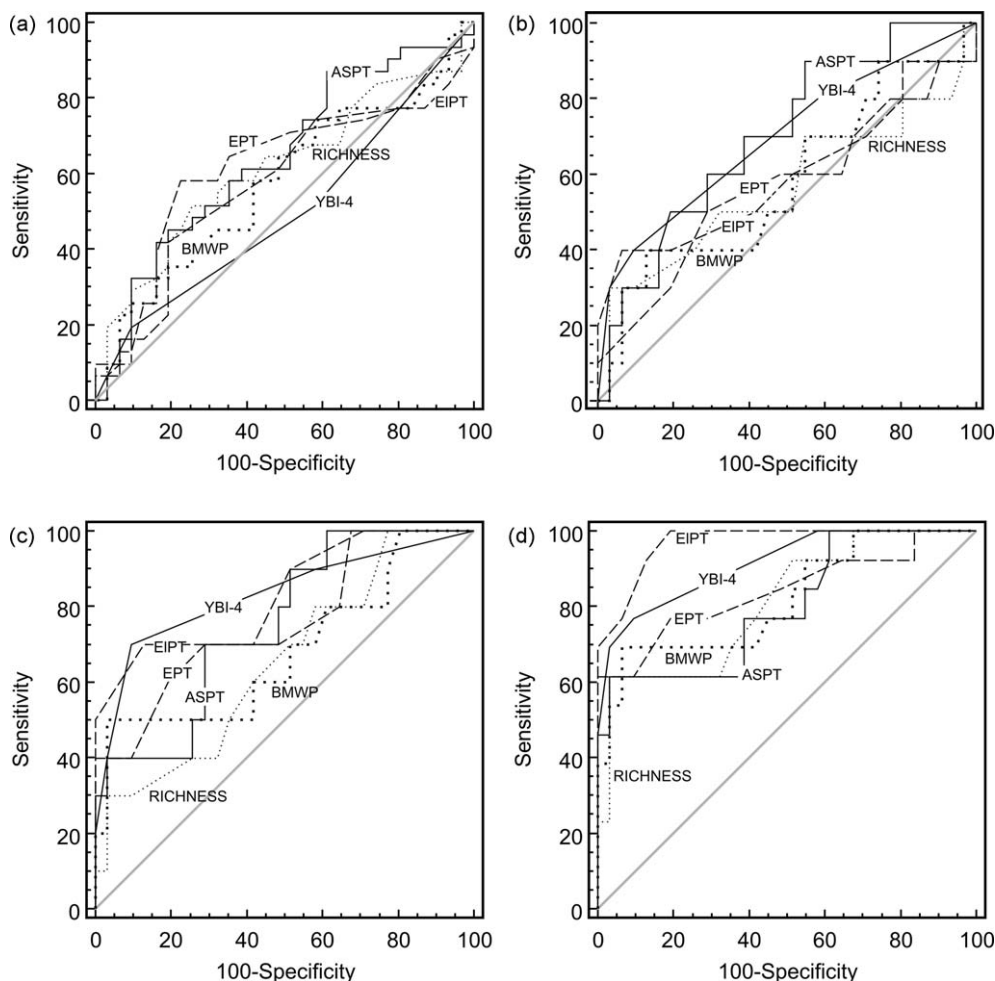 (a)
100
80
60
40
20
0
Sensitivity
ASPT
EIPT
EPT
RICHNESS
YBI-4
BMWP
0 20 40 60 80 100
100-Specificity
(b)
100
80
60
40
20
0
Sensitivity
ASPT
YBI-4
RICHNESS
EPT
EIPT
BMWP
0 20 40 60 80 100
100-Specificity
(c)
100
80
60
40
20
0
Sensitivity
YBI-4
EIPT
EPT
ASPT
BMWP
RICHNESS
0 20 40 60 80 100
100-Specificity
(d)
100
80
60
40
20
0
Sensitivity
EIPT
YBI-4
EPT
BMWP
ASPT
RICHNESS
0 20 40 60 80 100
100-Specificity